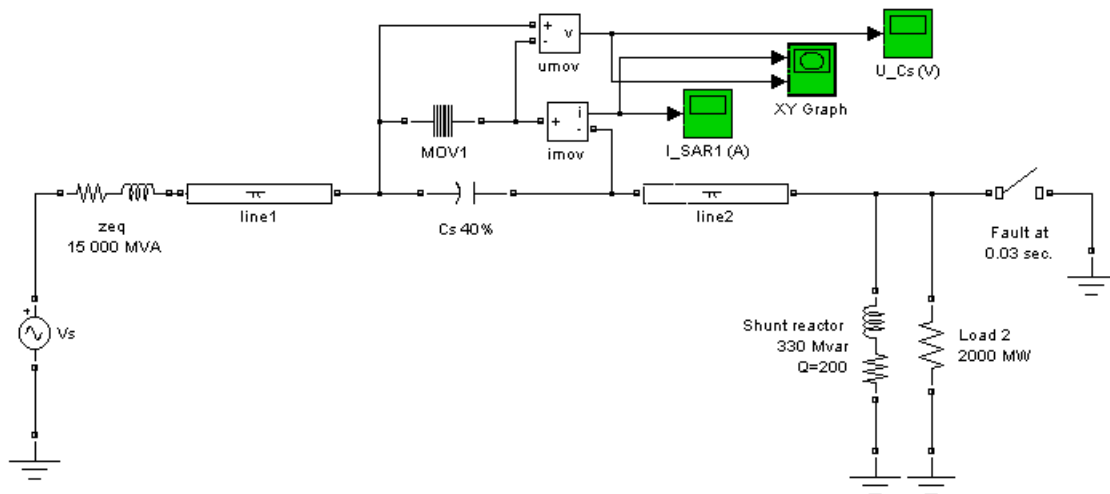 +
-
v
umov
U_Cs (V)
XY Graph
MOV1
+
i
-
imov
I_SAR1 (A)
zeq
15 000 MVA
line1
Cs 40%
line2
Fault at
0.03 sec.
+
Vs
Shunt reactor
330 Mvar
Q=200
Load 2
2000 MW